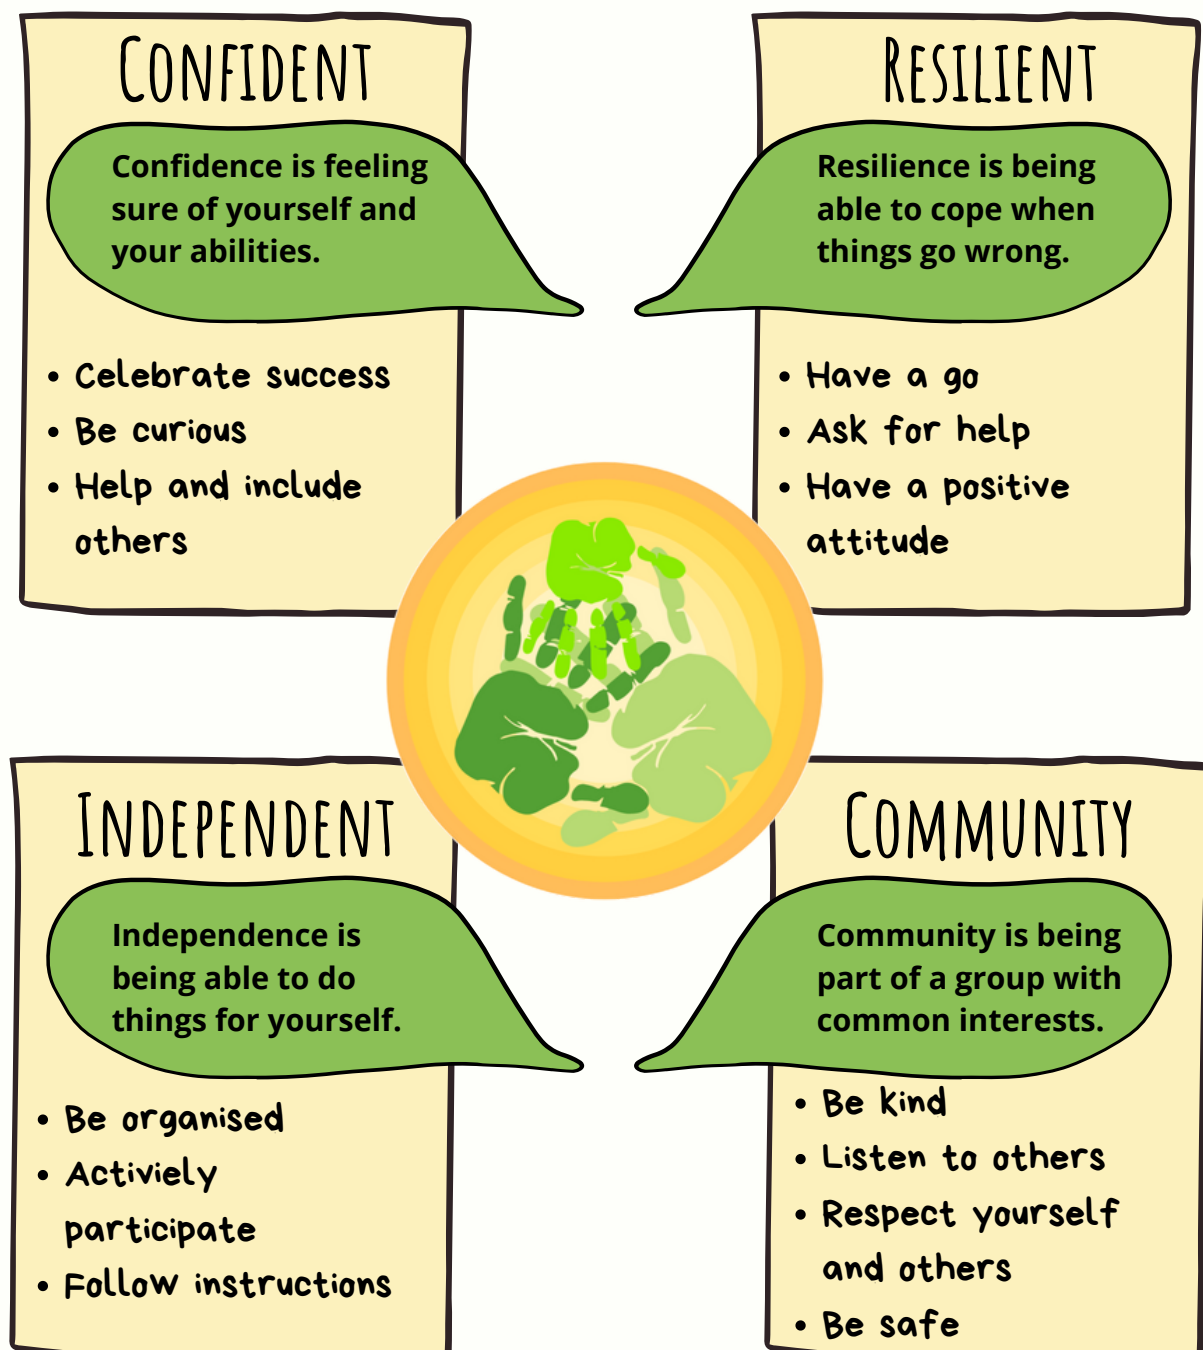 CONFIDENT
Confidence is feeling
sure of yourself and
your abilities.
• Celebrate success
• Be curious
• Help and include
others
RESILIENT
Resilience is being
able to cope when
things go wrong.
• Have a go
• Ask for help
• Have a positive
attitude
INDEPENDENT
Independence is
being able to do
things for yourself.
• Be organised
• Activiely
participate
• Follow instructions
COMMUNITY
Community is being
part of a group with
common interests.
• Be kind
• Listen to others
• Respect yourself
and others
• Be safe